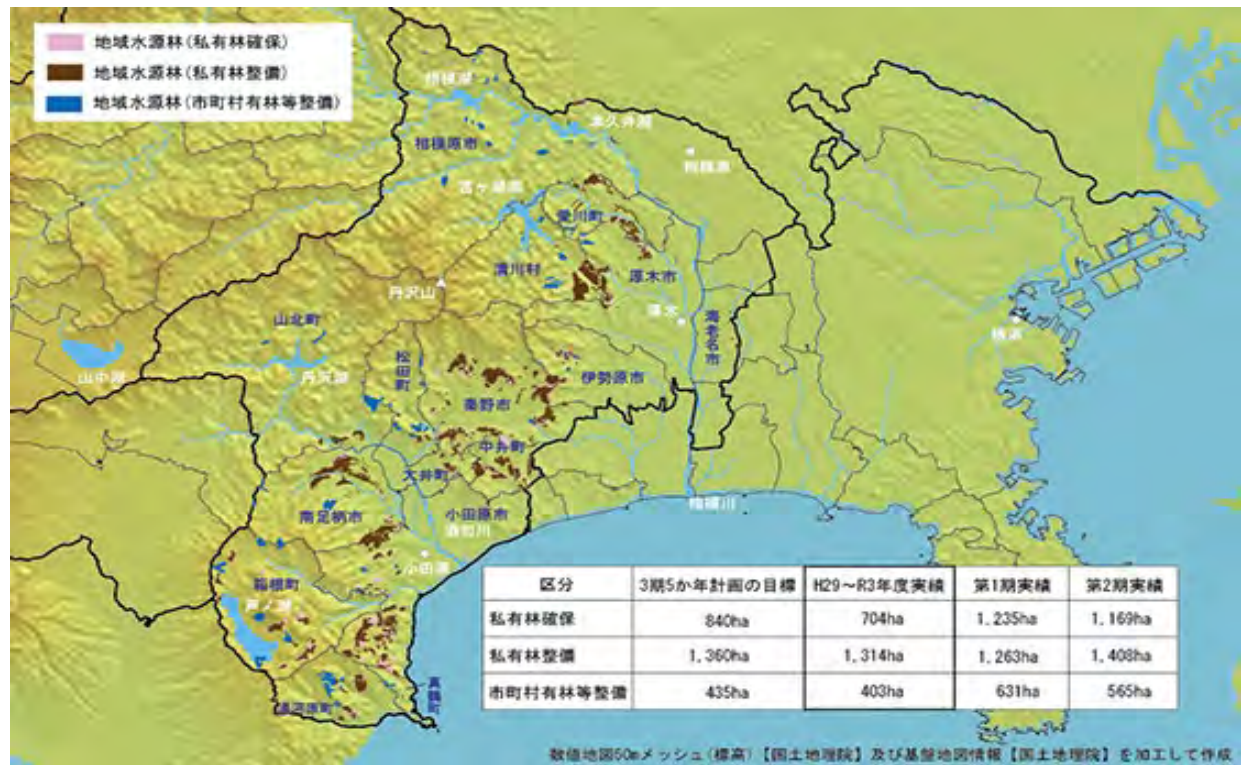 地域水源林(私有林確保)
地域水源林(私有林整備)
地域水源林(市町村有林等整備)
相模湖
津久井湖
相模原市
相模原
宮ヶ瀬湖
愛川町
清川村
厚木市
丹沢山
厚木
海老名市
横浜
山北町
松田町
丹沢湖
山中湖
伊勢原市
秦野市
中井町
大井町
南足柄市
小田原市
酒匂川
相模川
小田原
箱根町
芦ノ湖
真鶴町
湯河原町
区分 3期5か年計画の目標 H29～R3年度実績 第1期実績 第2期実績
私有林確保 840ha 704ha 1,235ha 1,169ha
私有林整備 1,360ha 1,314ha 1,263ha 1,408ha
市町村有林等整備 435ha 403ha 631ha 565ha
数値地図50mメッシュ(標高)【国土地理院】及び基盤地図情報【国土地理院】を加工して作成